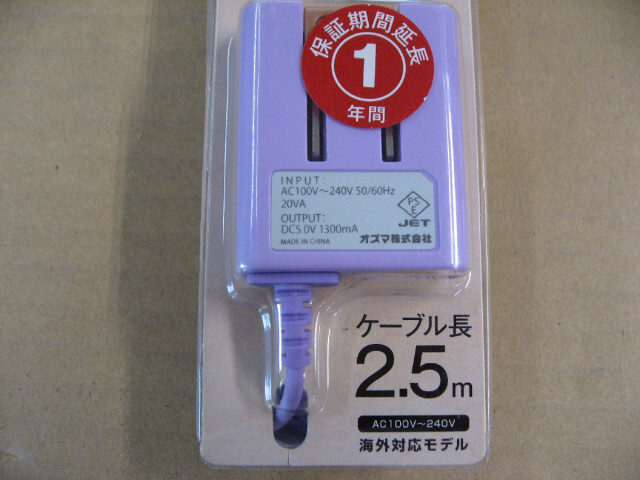 保証期間延長
1
年間
INPUT:
AC100V～240V 50/60Hz
20VA
OUTPUT:
DC5.0V 1300mA
MADE IN CHINA
PS
E
JET
オズマ株式会社
ケーブル長
2.5m
AC100V～240V
海外対応モデル